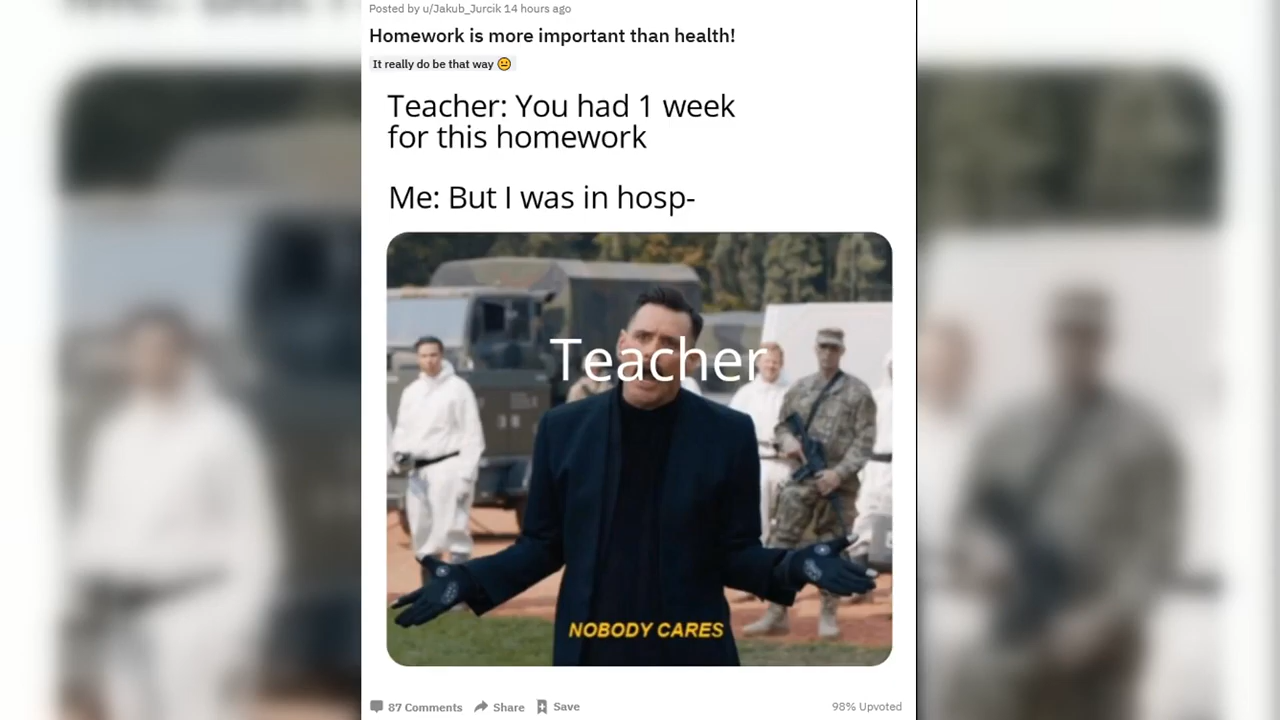 Posted by u/Jakub_Jurcik 14 hours ago
Homework is more important than health!
It really do be that way 😐
Teacher: You had 1 week
for this homework
Me: But I was in hosp-
Teacher
NOBODY CARES
87 Comments Share Save 98% Upvoted